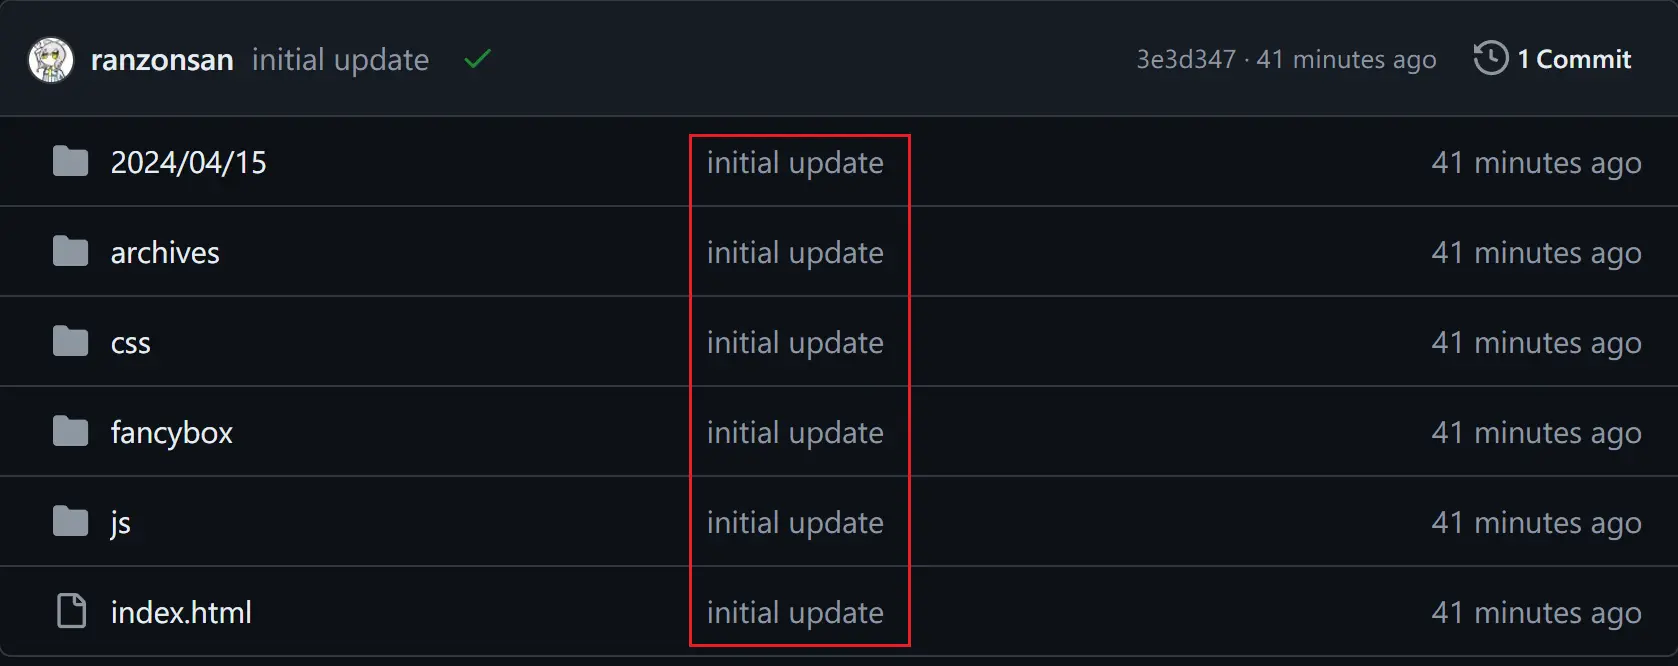 ranzonsan initial update 3e3d347 · 41 minutes ago 1 Commit
2024/04/15 initial update 41 minutes ago
archives initial update 41 minutes ago
css initial update 41 minutes ago
fancybox initial update 41 minutes ago
js initial update 41 minutes ago
index.html initial update 41 minutes ago